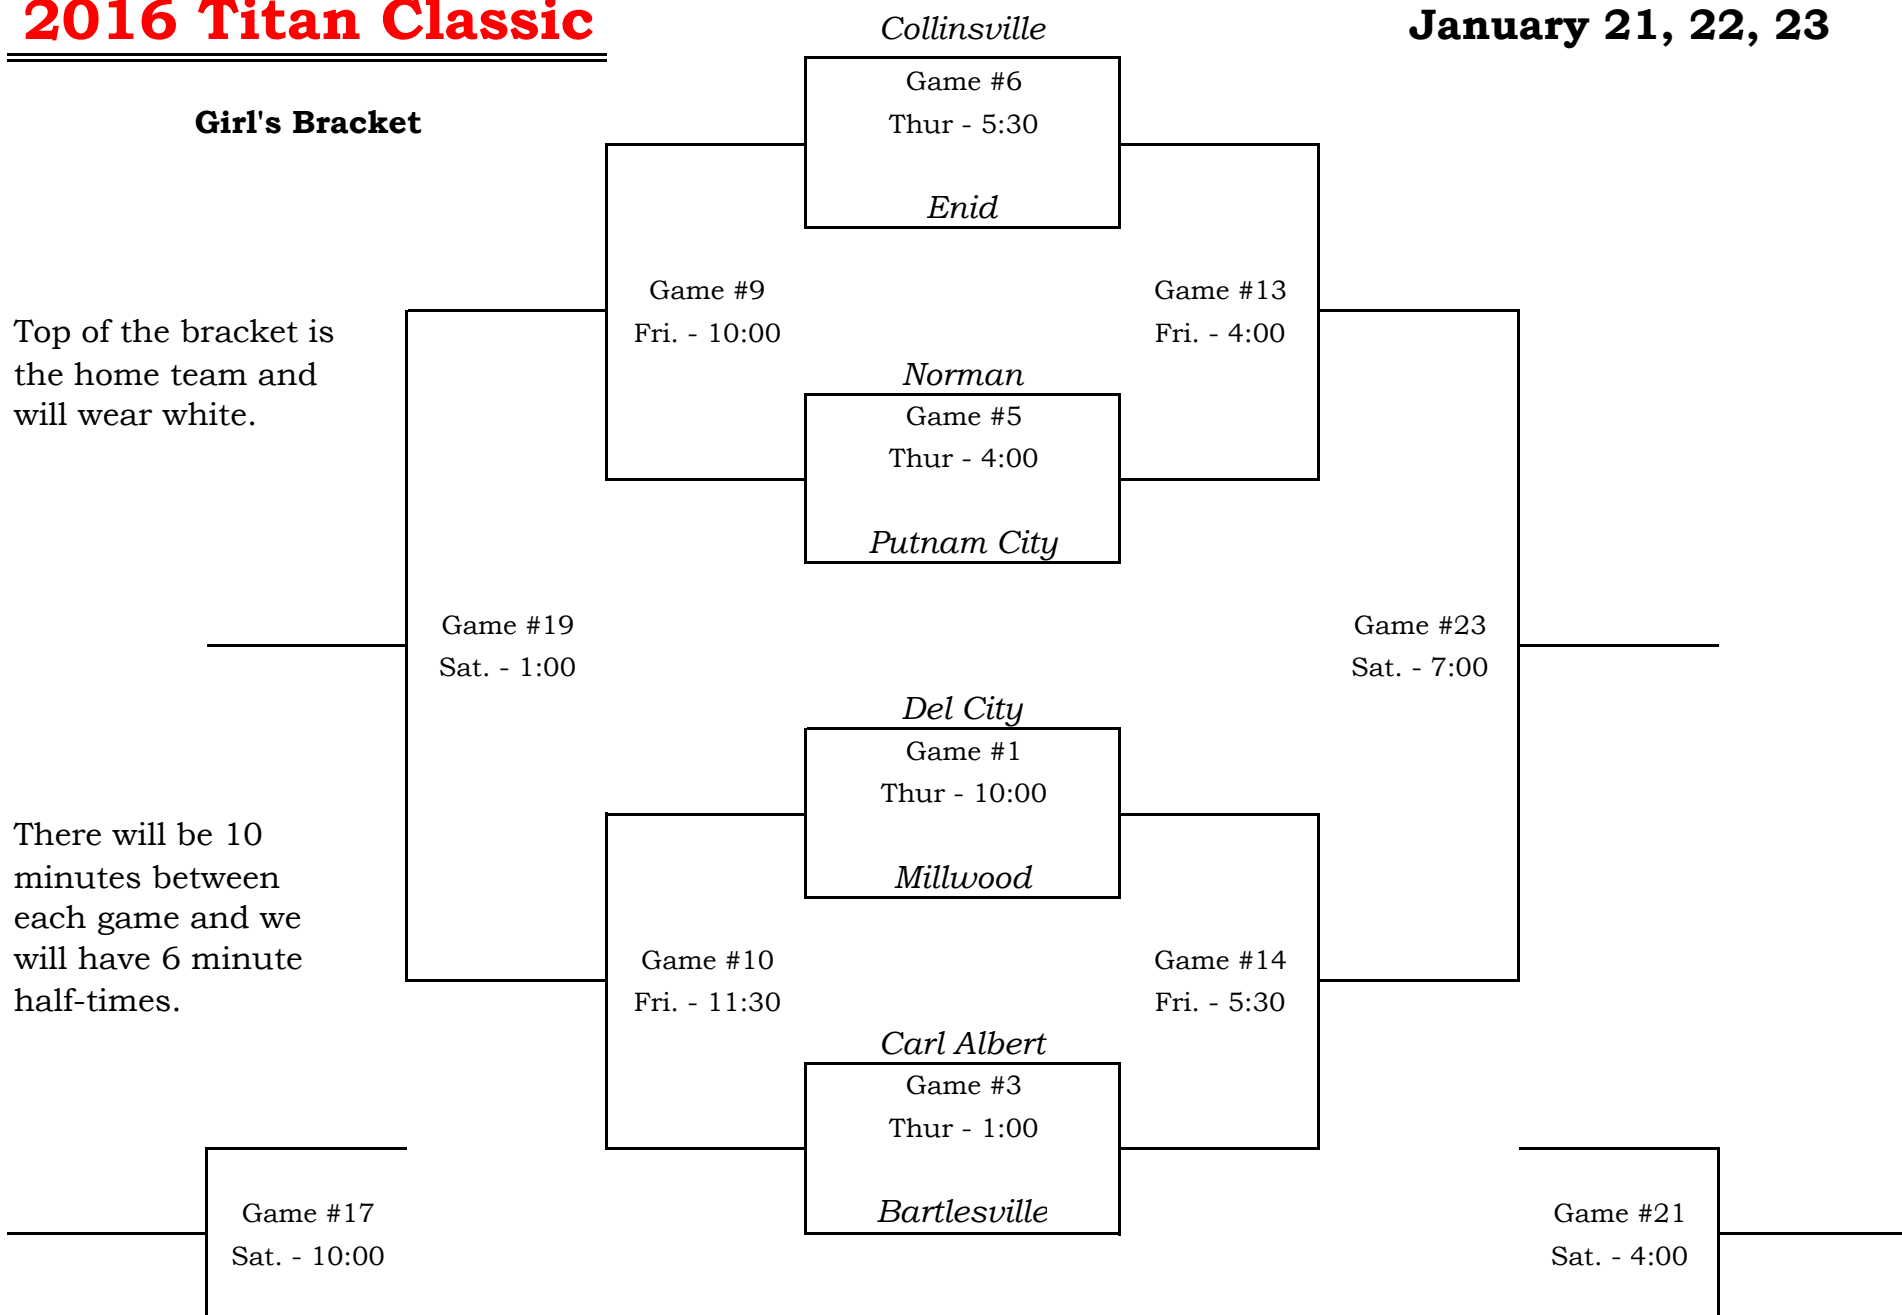 2016 Titan Classic
Collinsville
January 21, 22, 23
Game #6
Thur - 5:30
Girl's Bracket
Enid
Game #9
Fri. - 10:00
Game #13
Fri. - 4:00
Top of the bracket is
the home team and
will wear white.
Norman
Game #5
Thur - 4:00
Putnam City
Game #19
Sat. - 1:00
Game #23
Sat. - 7:00
Del City
Game #1
Thur - 10:00
Millwood
There will be 10
minutes between
each game and we
will have 6 minute
half-times.
Game #10
Fri. - 11:30
Game #14
Fri. - 5:30
Carl Albert
Game #3
Thur - 1:00
Bartlesville
Game #17
Sat. - 10:00
Game #21
Sat. - 4:00